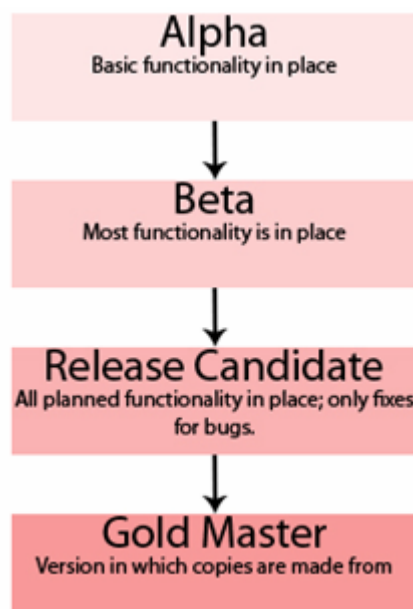 Alpha
Basic functionality in place
Beta
Most functionality is in place
Release Candidate
All planned functionality in place; only fixes
for bugs.
Gold Master
Version in which copies are made from